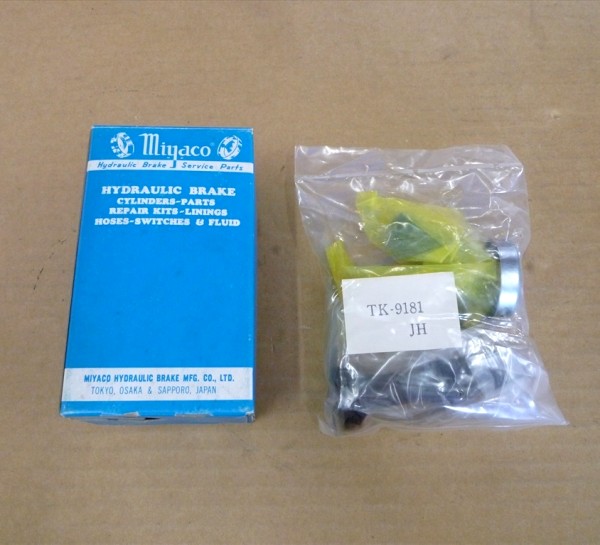 Miyaco
Hydraulic Brake Service Parts
HYDRAULIC BRAKE
CYLINDERS-PARTS
REPAIR KITS-LININGS
HOSES-SWITCHES & FLUID
MIYACO HYDRAULIC BRAKE MFG. CO., LTD.
TOKYO, OSAKA & SAPPORO, JAPAN
TK-9181
JH